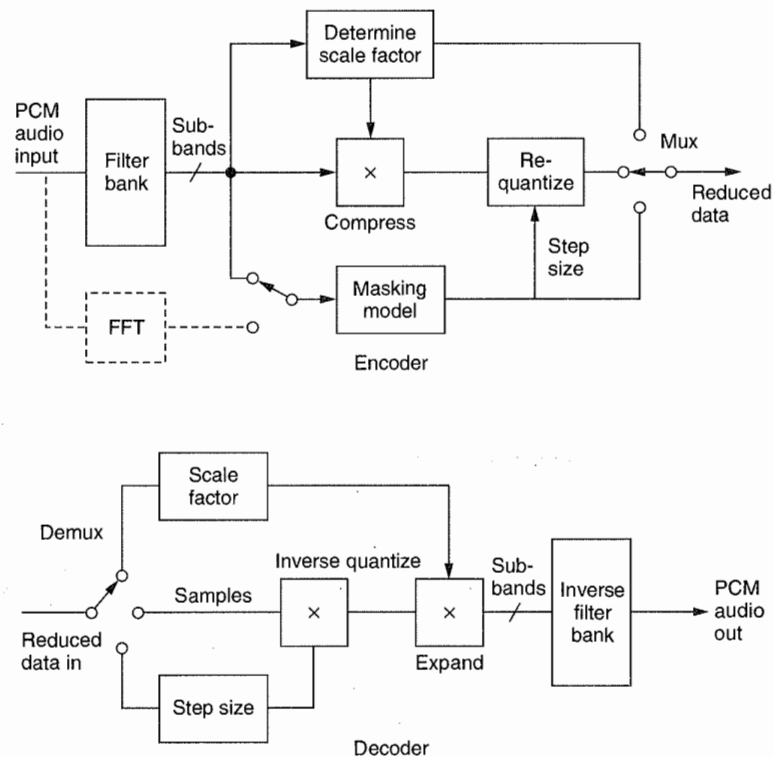 Determine
scale factor
PCM
audio
input
Filter
bank
Sub-
bands
×
Compress
Re-
quantize
Mux
Reduced
data
Step
size
Masking
model
FFT
Encoder
Scale
factor
Demux
Inverse quantize
Samples
×
×
Expand
Sub-
bands
Inverse
filter
bank
PCM
audio
out
Reduced
data in
Step size
Decoder